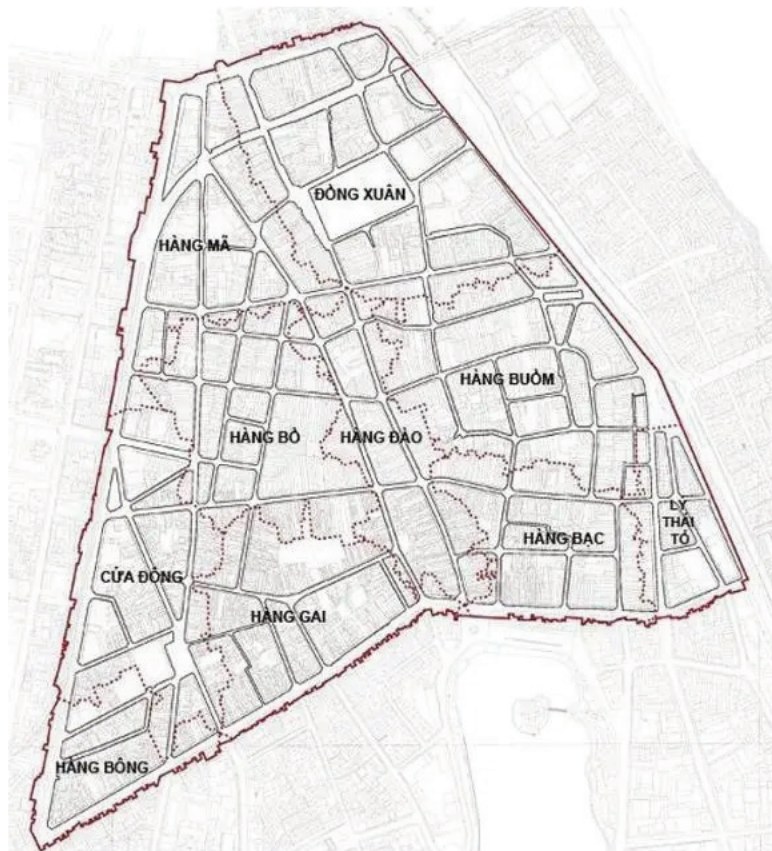 ĐỒNG XUÂN
HÀNG MÃ
HÀNG BUỒM
HÀNG BỒ
HÀNG ĐÀO
LÝ
THÁI
TỔ
HÀNG BẠC
CỬA ĐÔNG
HÀNG GAI
HÀNG BÔNG